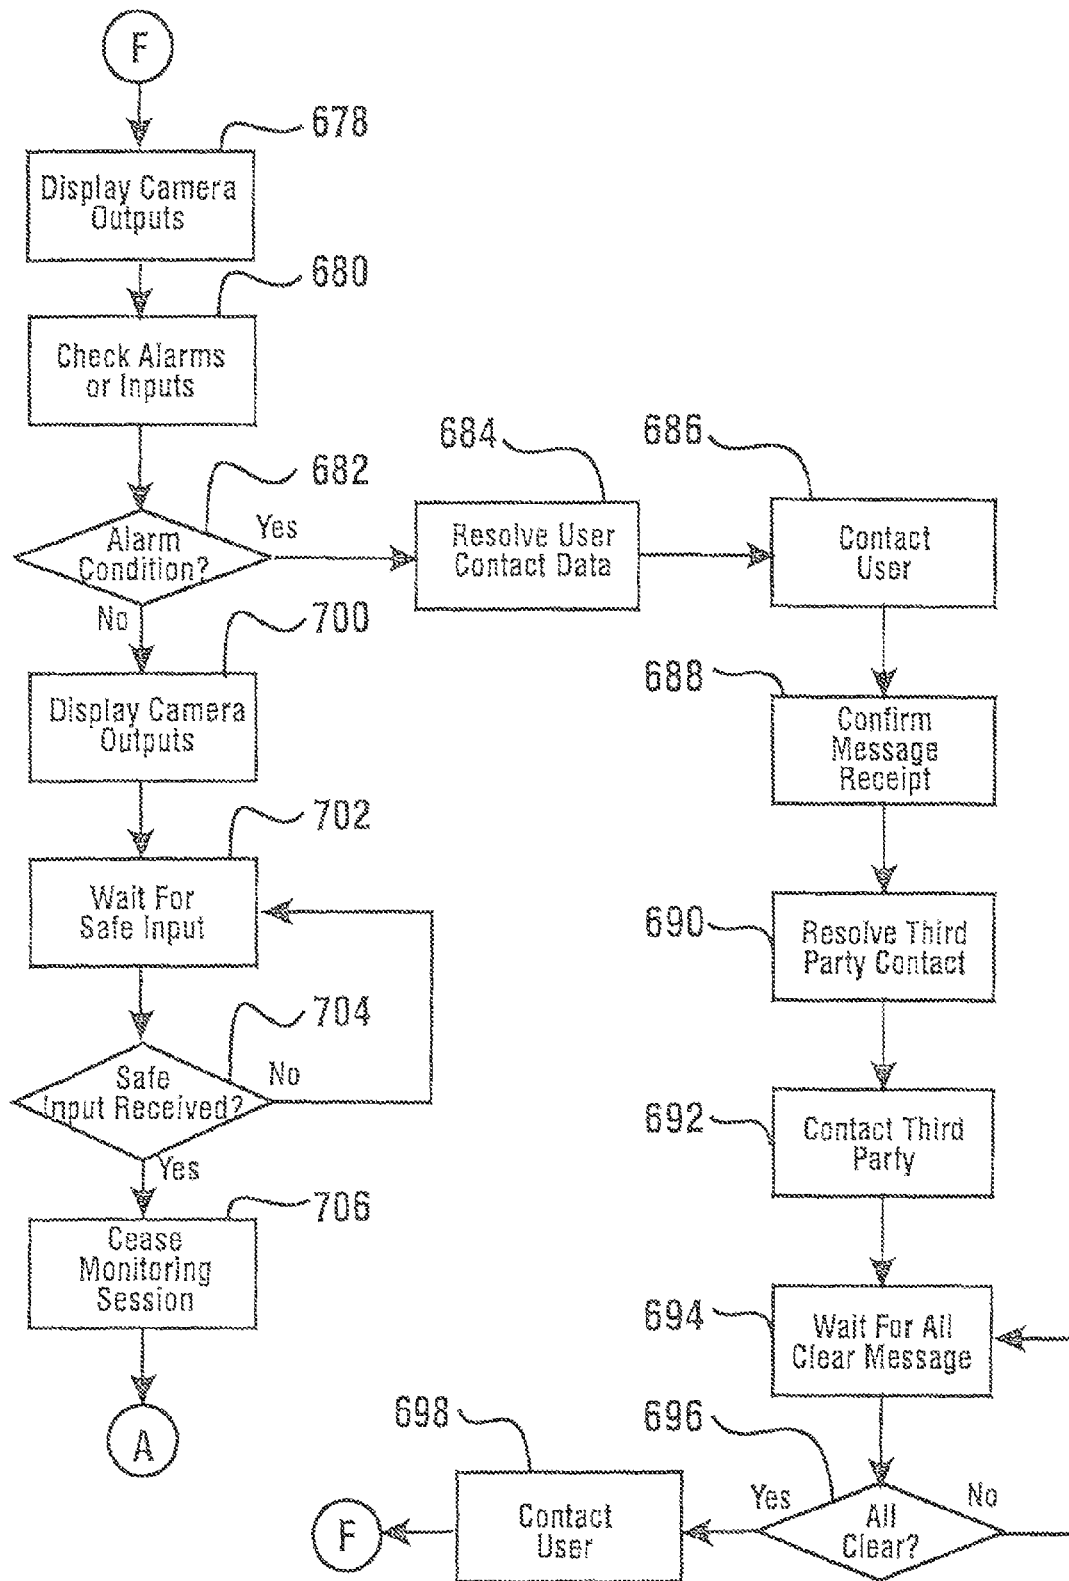 F
678
Display Camera
Outputs
680
Check Alarms
or Inputs
682
Alarm
Condition?
Yes
No
684
Resolve User
Contact Data
686
Contact
User
688
Confirm
Message
Receipt
690
Resolve Third
Party Contact
692
Contact Third
Party
694
Wait For All
Clear Message
696
All
Clear?
Yes
No
698
Contact
User
F
700
Display Camera
Outputs
702
Wait For
Safe Input
704
Safe
Input Received?
No
Yes
706
Cease
Monitoring
Session
A